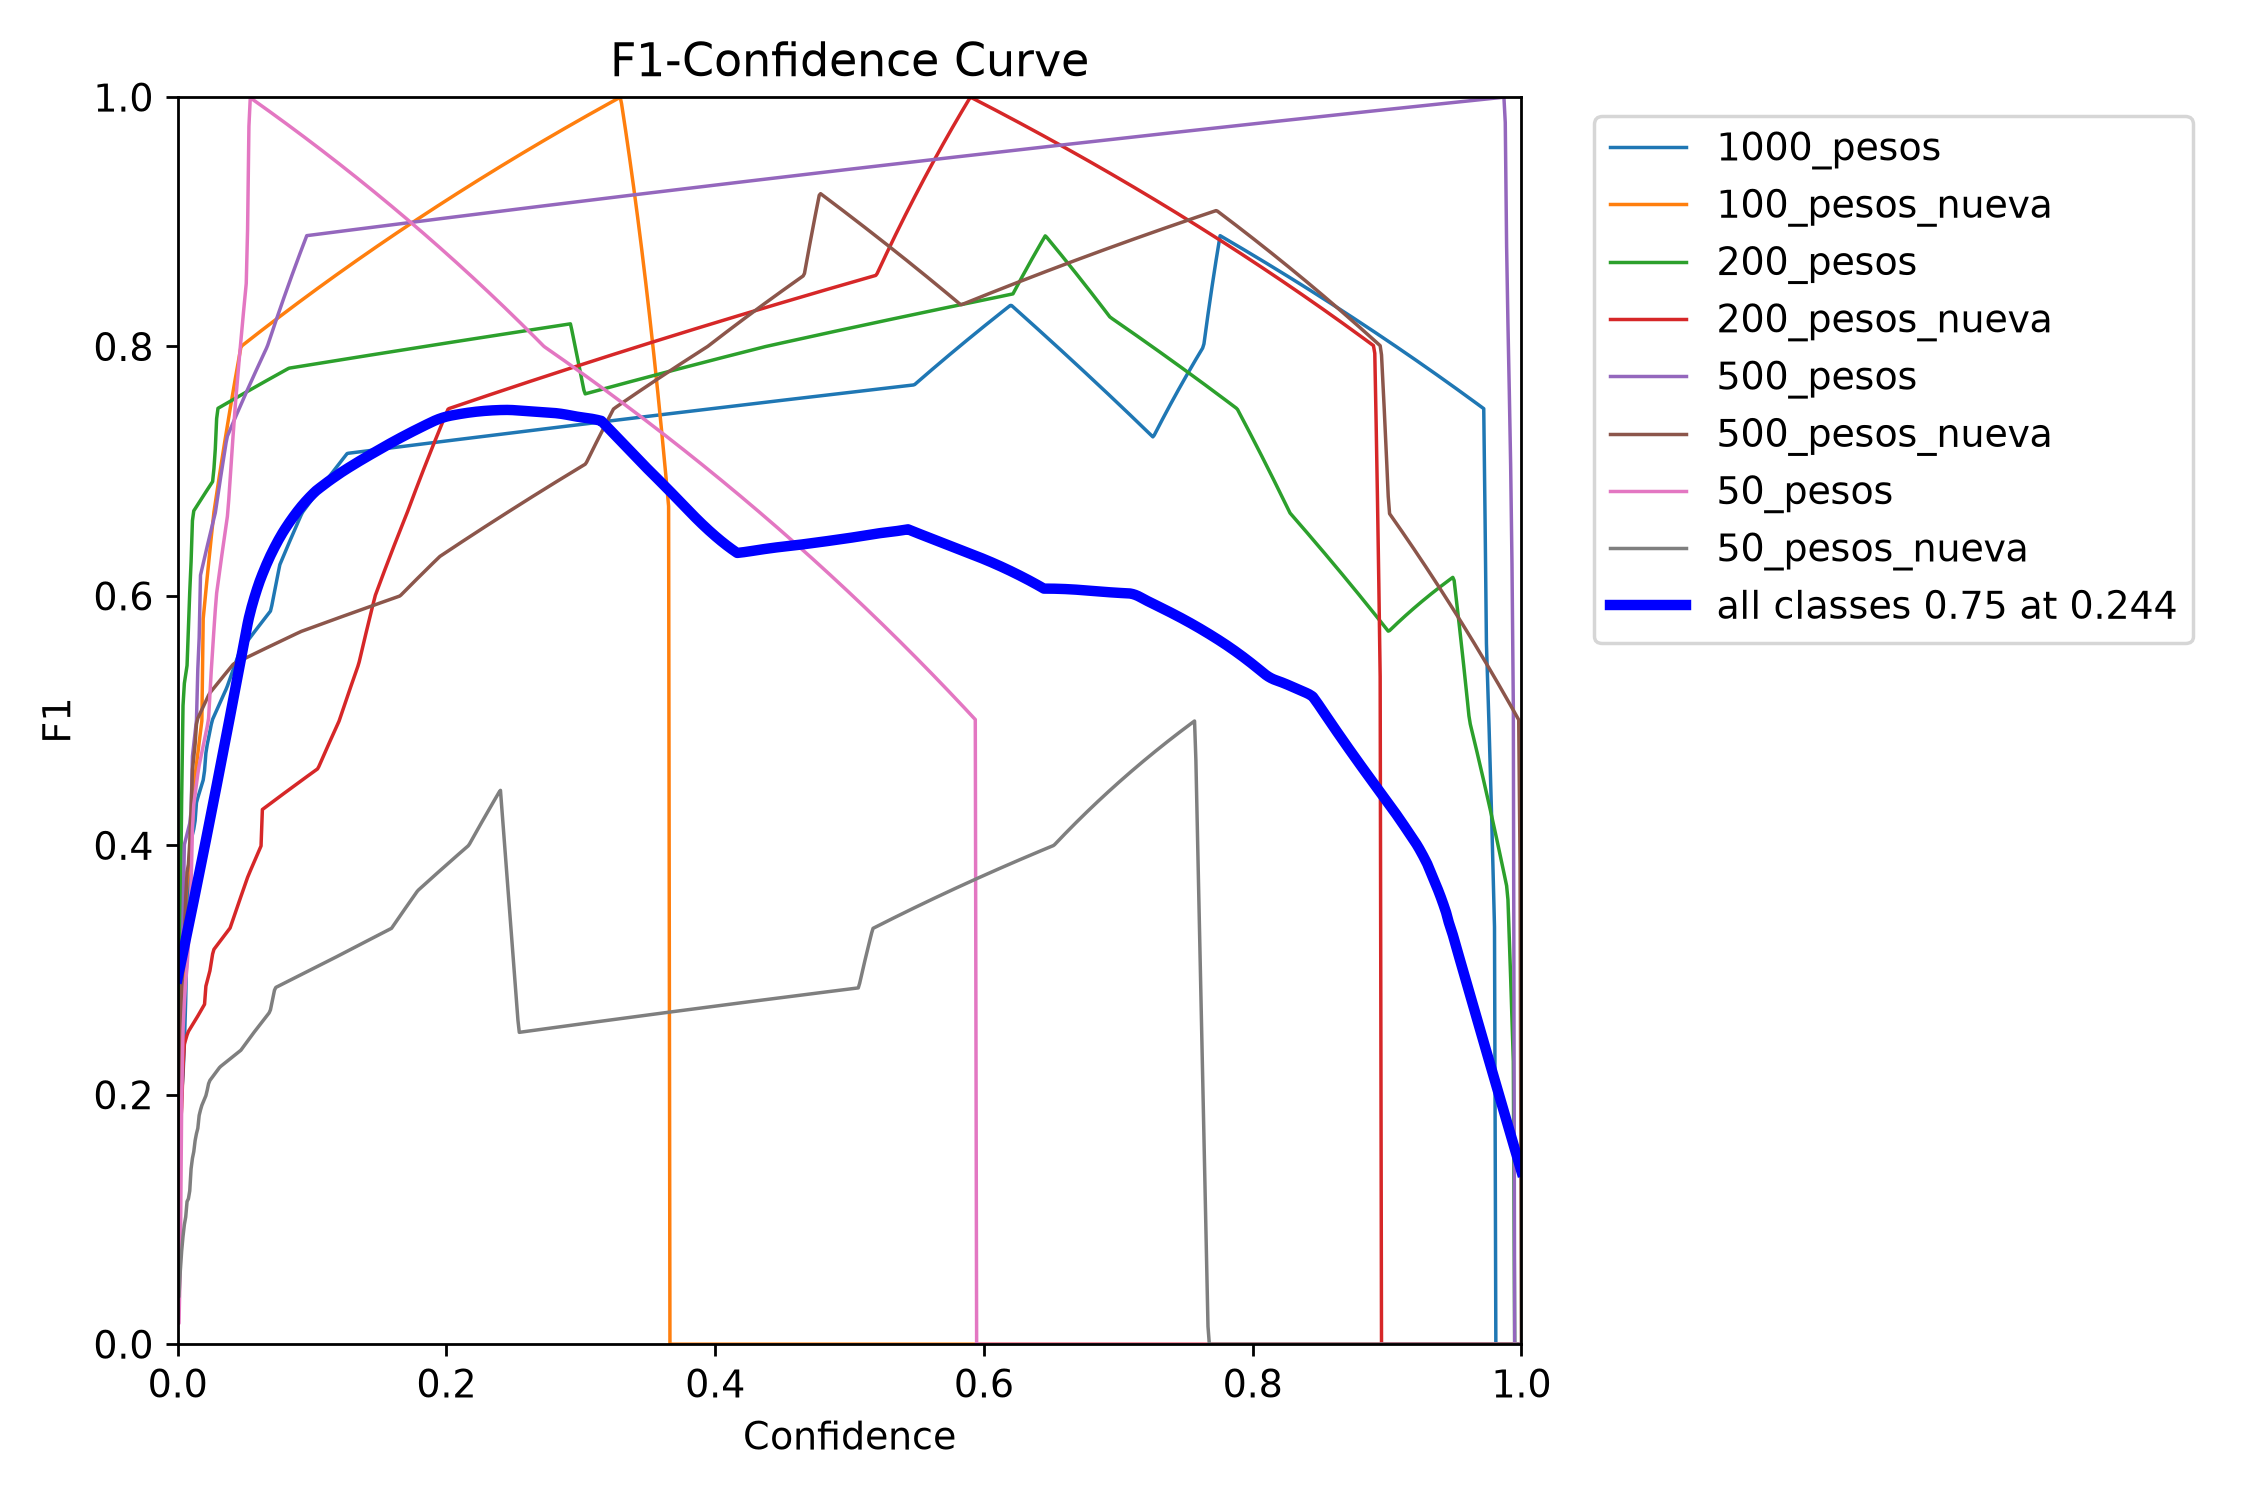 F1-Confidence Curve
1.0
0.8
0.6
0.4
0.2
0.0
F1
0.0 0.2 0.4 0.6 0.8 1.0
Confidence
1000_pesos
100_pesos_nueva
200_pesos
200_pesos_nueva
500_pesos
500_pesos_nueva
50_pesos
50_pesos_nueva
all classes 0.75 at 0.244